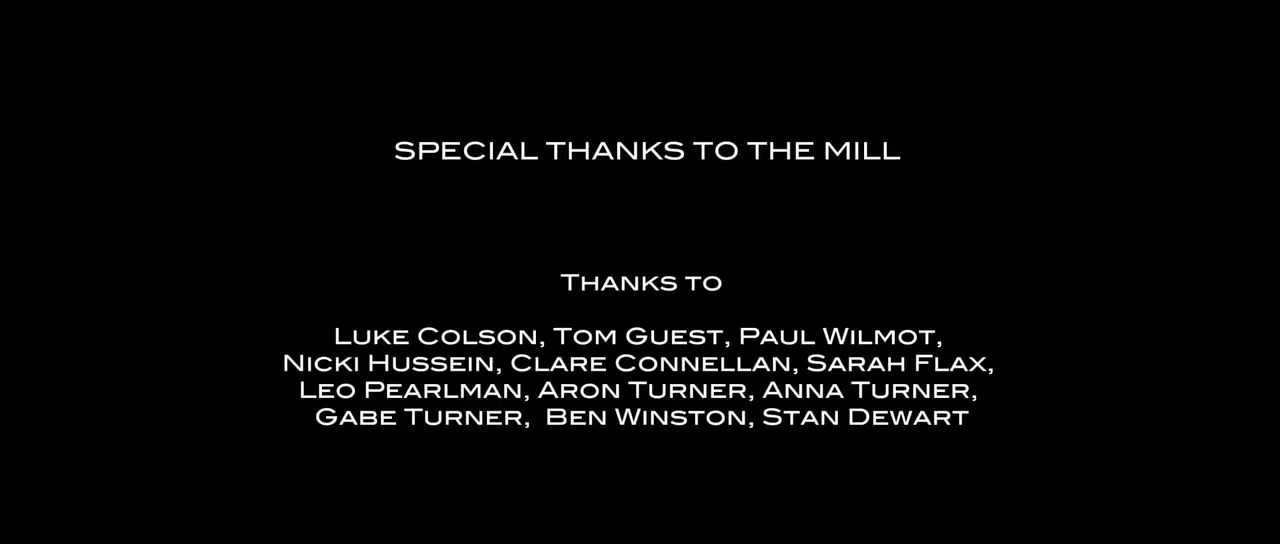 SPECIAL THANKS TO THE MILL
THANKS TO
LUKE COLSON, TOM GUEST, PAUL WILMOT,
NICKI HUSSEIN, CLARE CONNELLAN, SARAH FLAX,
LEO PEARLMAN, ARON TURNER, ANNA TURNER,
GABE TURNER, BEN WINSTON, STAN DEWART